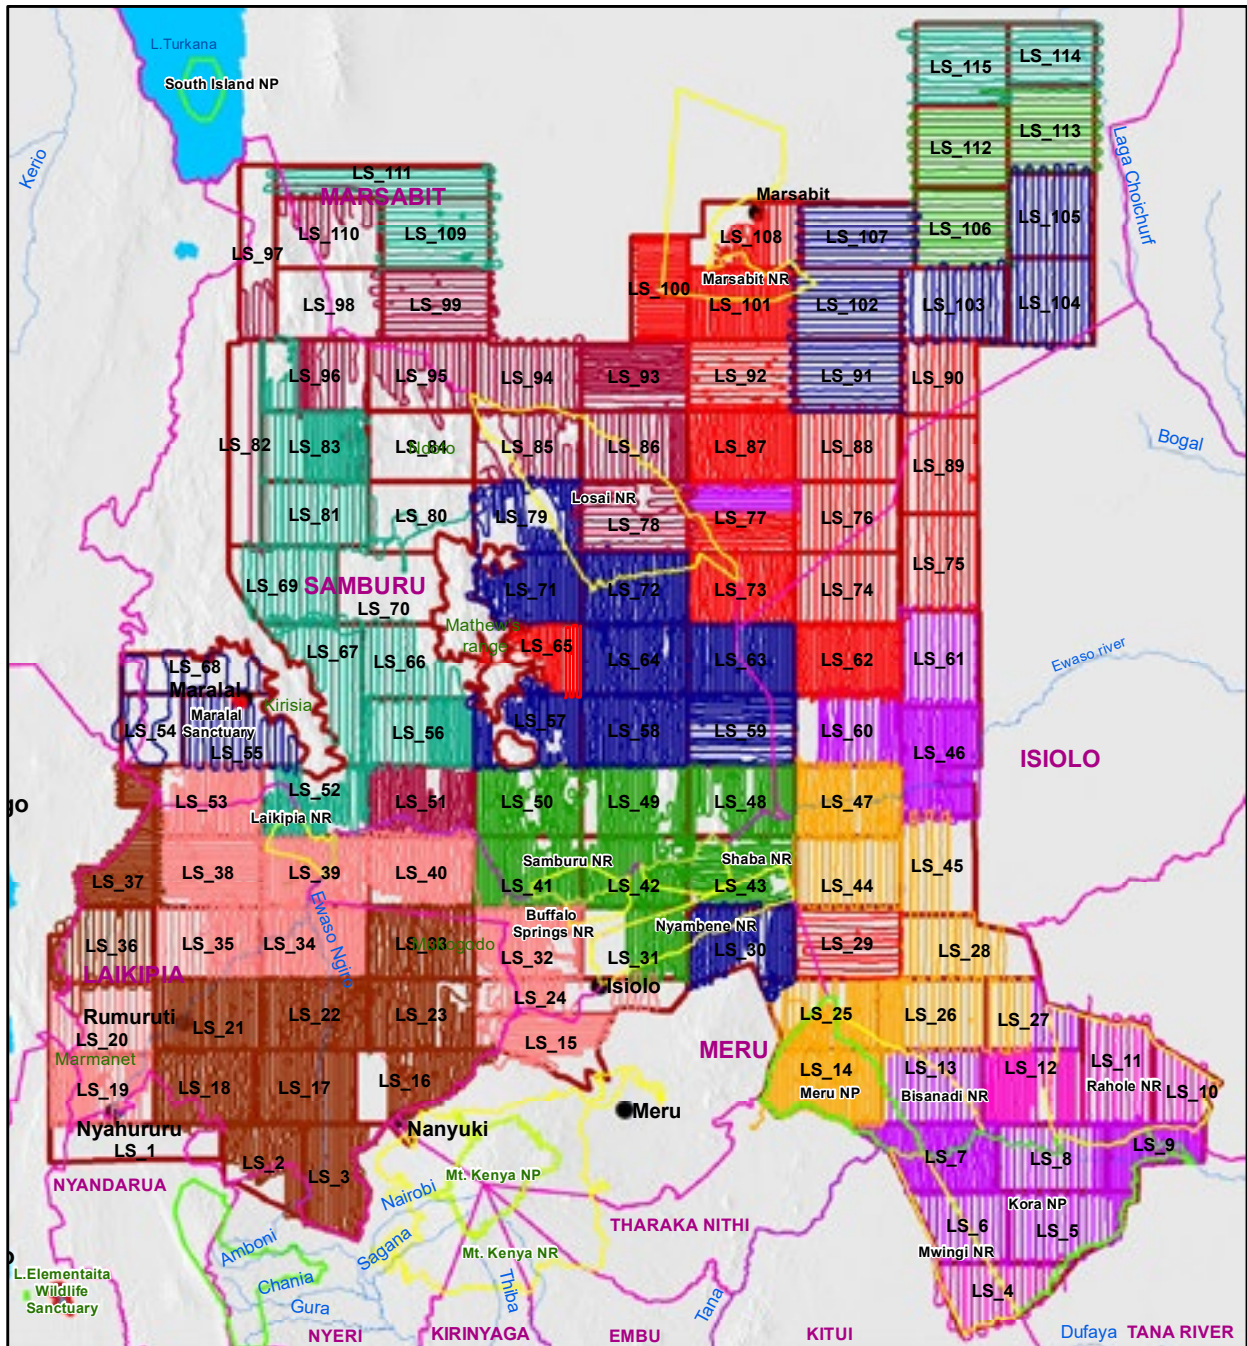 L.Turkana
South Island NP
LS_115
LS_114
LS_113
LS_112
Kerio
Laga Choichurf
LS_111
MARSABIT
Marsabit
LS_105
LS_110
LS_109
LS_108
LS_107
LS_106
LS_97
Marsabit NR
LS_100
LS_98
LS_99
LS_101
LS_102
LS_103
LS_104
LS_96
LS_95
LS_94
LS_93
LS_92
LS_91
LS_90
LS_82
LS_83
LS_84
Ndoto
LS_85
LS_86
LS_87
LS_88
LS_89
Bogal
Losai NR
LS_81
LS_80
LS_79
LS_78
LS_77
LS_76
LS_75
LS_69
SAMBURU
LS_70
LS_71
LS_72
LS_73
LS_74
Mathew's
range
LS_68
LS_67
LS_66
LS_65
LS_64
LS_63
LS_62
LS_61
Ewaso river
Maralal
Kirisia
Maralal
Sanctuary
LS_54
LS_55
LS_56
LS_57
LS_58
LS_59
LS_60
LS_46
ISIOLO
go
LS_53
LS_52
LS_51
LS_50
LS_49
LS_48
LS_47
Laikipia NR
Samburu NR
Shaba NR
LS_37
LS_38
LS_39
LS_40
LS_41
LS_42
LS_43
LS_44
LS_45
Ewaso Ngiro
Buffalo
Springs NR
Nyambene NR
LS_36
LS_35
LS_34
LS_33
Mukogodo
LS_32
LS_31
LS_30
LS_29
LS_28
LAIKIPIA
Isiolo
LS_24
Rumuruti
LS_20
LS_21
LS_22
LS_23
LS_15
LS_25
LS_26
LS_27
MERU
Marmanet
LS_19
LS_18
LS_17
LS_16
LS_14
LS_13
LS_12
LS_11
Meru NP
Bisanadi NR
Rahole NR
LS_10
Meru
Nyahururu
LS_1
Nanyuki
LS_2
LS_3
LS_7
LS_8
LS_9
NYANDARUA
Mt. Kenya NP
Nairobi
Kora NP
THARAKA NITHI
LS_6
LS_5
Mwingi NR
Amboni
Sagana
Mt. Kenya NR
L.Elementaita
Wildlife
Sanctuary
Chania
Gura
Thiba
Tana
LS_4
NYERI
KIRINYAGA
EMBU
KITUI
Dufaya
TANA RIVER